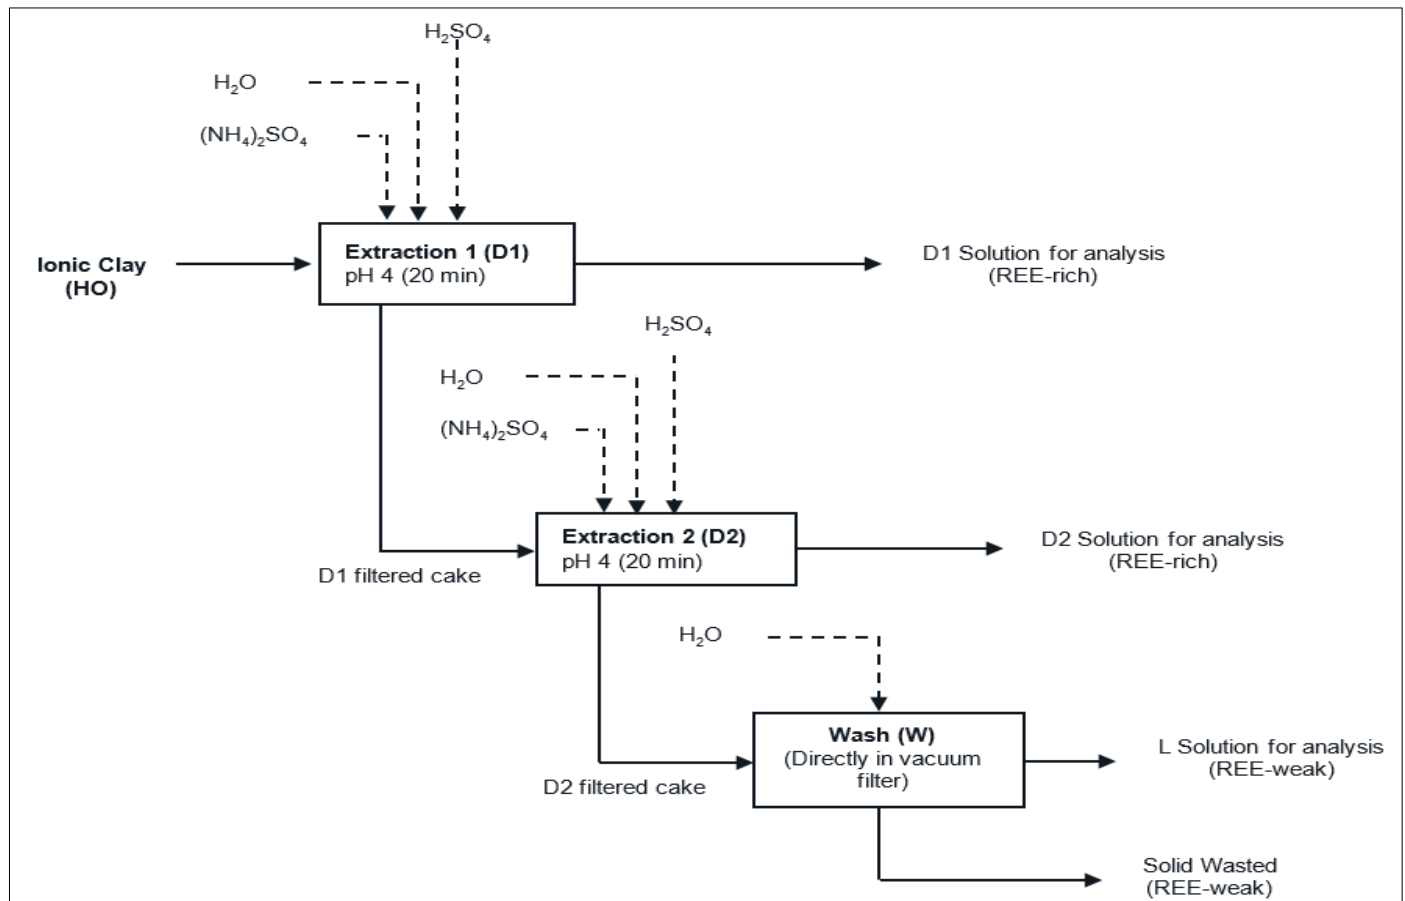 H₂SO₄
H₂O
(NH₄)₂SO₄
Ionic Clay
(HO)
Extraction 1 (D1)
pH 4 (20 min)
D1 Solution for analysis
(REE-rich)
H₂SO₄
H₂O
(NH₄)₂SO₄
D1 filtered cake
Extraction 2 (D2)
pH 4 (20 min)
D2 Solution for analysis
(REE-rich)
H₂O
D2 filtered cake
Wash (W)
(Directly in vacuum
filter)
L Solution for analysis
(REE-weak)
Solid Wasted
(REE-weak)